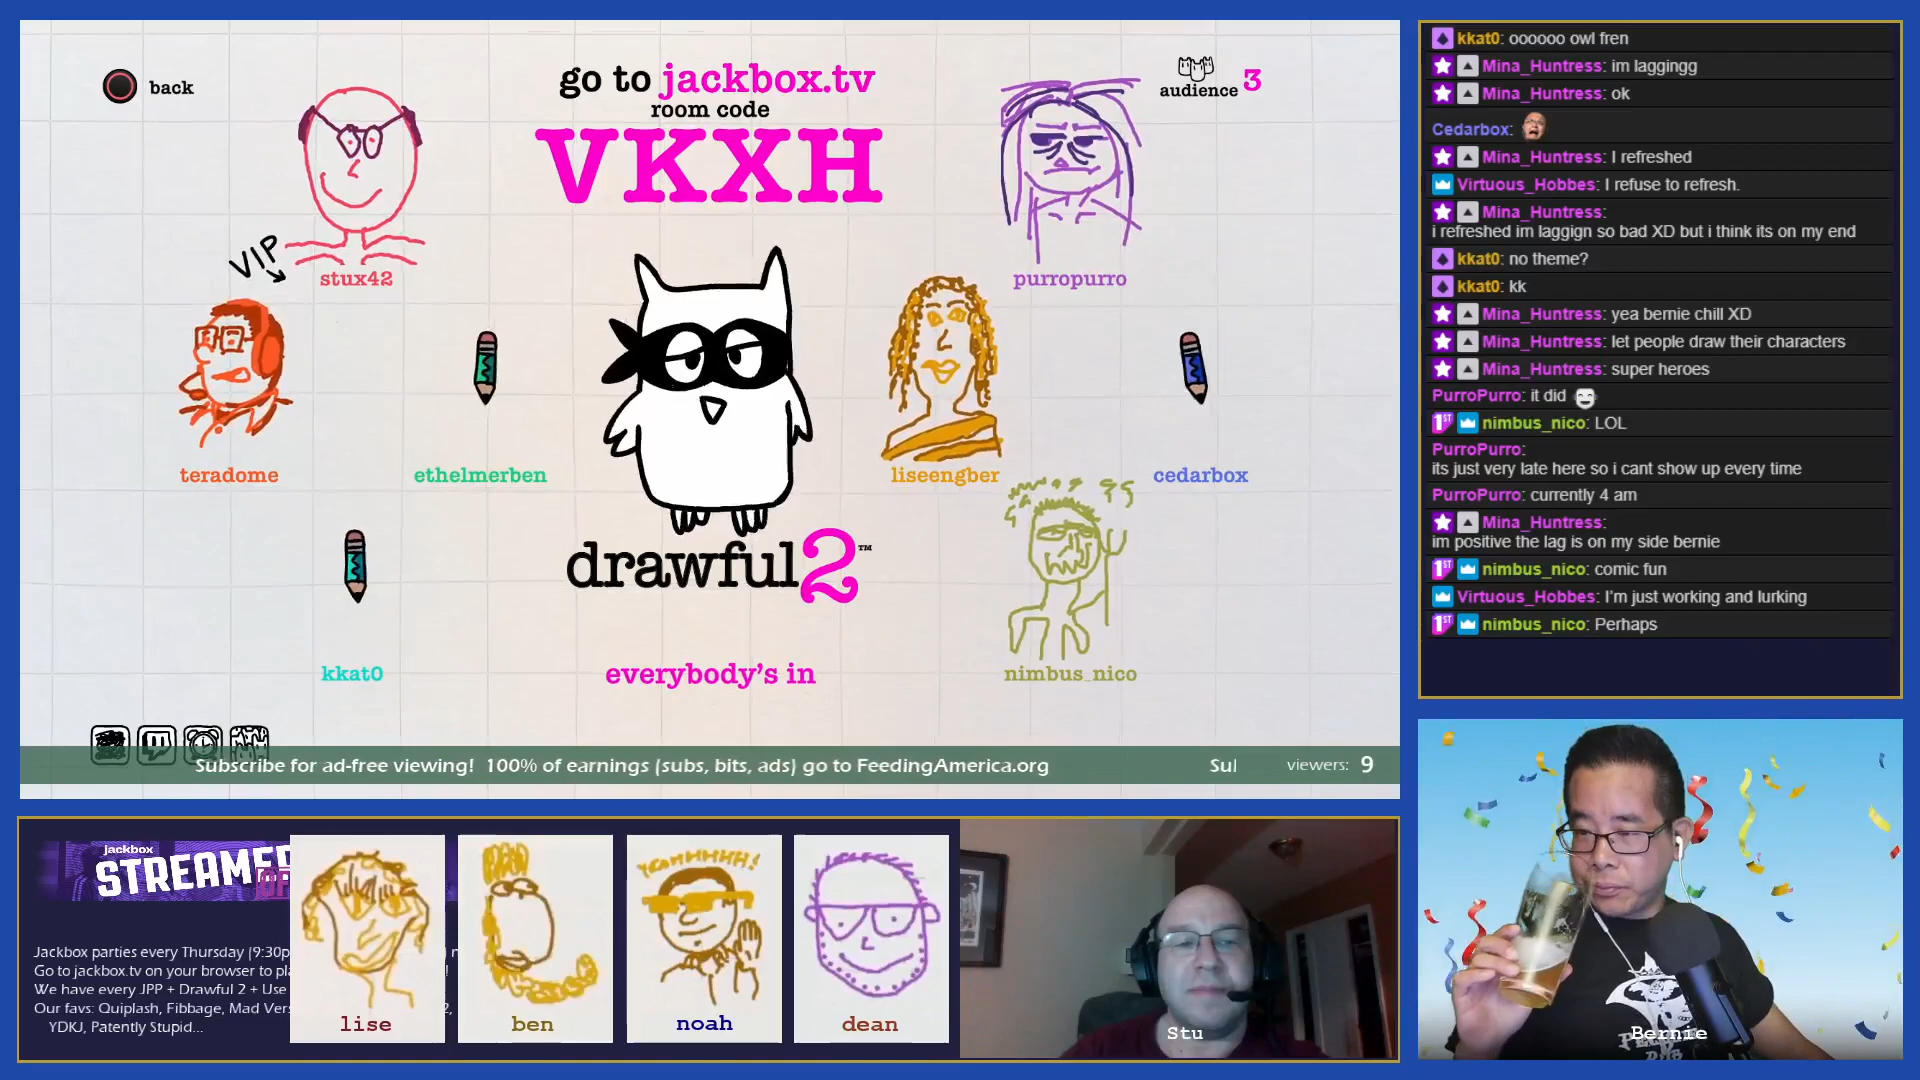 back
go to jackbox.tv
room code
VKXH
audience 3
VIP
stux42
purropurro
teradome
ethelmerben
liseengber
cedarbox
drawful 2™
kkat0
everybody's in
nimbus_nico
Subscribe for ad-free viewing! 100% of earnings (subs, bits, ads) go to FeedingAmerica.org
viewers: 9
kkat0: oooooo owl fren
Mina_Huntress: im laggingg
Mina_Huntress: ok
Cedarbox:
Mina_Huntress: I refreshed
Virtuous_Hobbes: I refuse to refresh.
Mina_Huntress:
i refreshed im laggign so bad XD but i think its on my end
kkat0: no theme?
kkat0: kk
Mina_Huntress: yea bernie chill XD
Mina_Huntress: let people draw their characters
Mina_Huntress: super heroes
PurroPurro: it did
1ST nimbus_nico: LOL
PurroPurro:
its just very late here so i cant show up every time
PurroPurro: currently 4 am
Mina_Huntress:
im positive the lag is on my side bernie
1ST nimbus_nico: comic fun
Virtuous_Hobbes: I'm just working and lurking
1ST nimbus_nico: Perhaps
jackbox
STREAMER
Jackbox parties every Thursday (9:30p
Go to jackbox.tv on your browser to pl
We have every JPP + Drawful 2 + Use
Our favs: Quiplash, Fibbage, Mad Vers
YDKJ, Patently Stupid...
lise
ben
YEAHHHHH!
noah
dean
Stu
Bernie